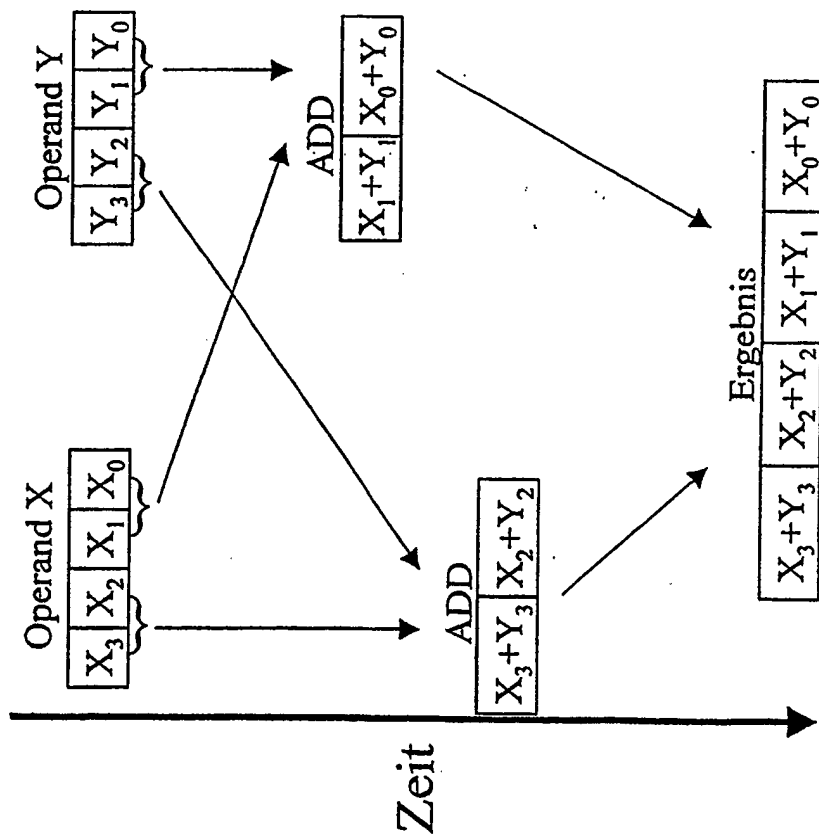 Operand X
Operand Y
X₃ X₂ X₁ X₀
Y₃ Y₂ Y₁ Y₀
ADD
X₁+Y₁ X₀+Y₀
Zeit
ADD
X₃+Y₃ X₂+Y₂
Ergebnis
X₃+Y₃ X₂+Y₂ X₁+Y₁ X₀+Y₀